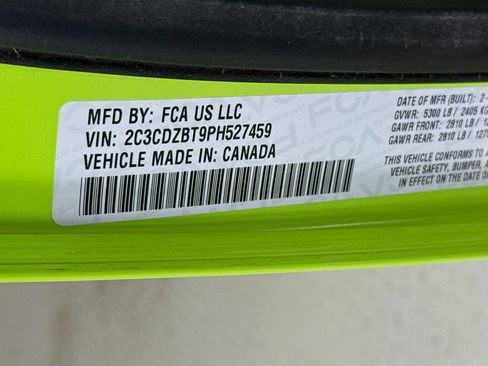 MFD BY: FCA US LLC
VIN: 2C3CDZBT9PH527459
VEHICLE MADE IN: CANADA
DATE OF MFR (BUILT): 2-
GVWR: 5300 LB / 2405 KG
GAWR FRONT: 2810 LB /
GAWR REAR: 2810 LB / 127
THIS VEHICLE CONFORMS TO A
VEHICLE SAFETY, BUMPER, A
IN EFFECT ON THE DATE O